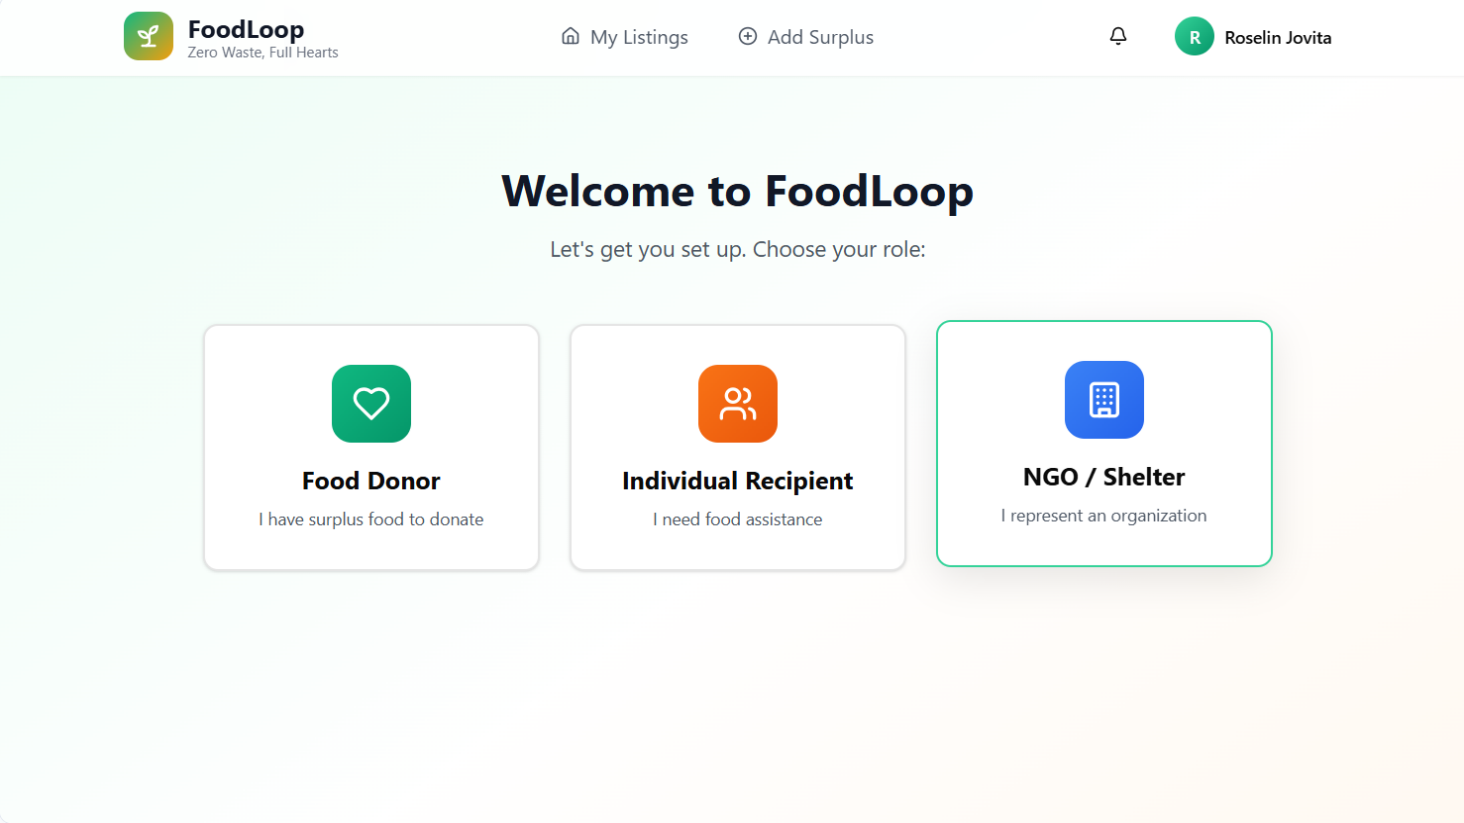 FoodLoop
Zero Waste, Full Hearts
My Listings
Add Surplus
R
Roselin Jovita
Welcome to FoodLoop
Let's get you set up. Choose your role:
Food Donor
I have surplus food to donate
Individual Recipient
I need food assistance
NGO / Shelter
I represent an organization